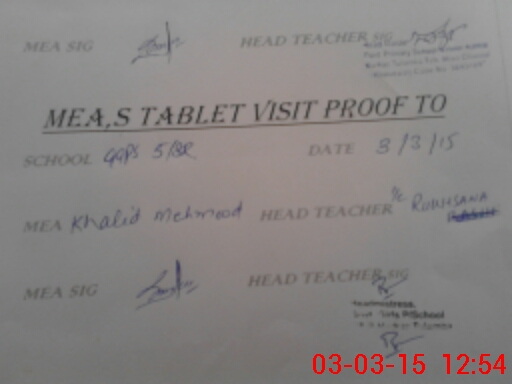 MEA SIG HEAD TEACHER SIG
MEA,S TABLET VISIT PROOF TO
SCHOOL GGPS 5/BR DATE 3/3/15
MEA Khalid Mehmood HEAD TEACHER I/C RUKHSANA
MEA SIG HEAD TEACHER SIG
Headmistress,
03-03-15 12:54